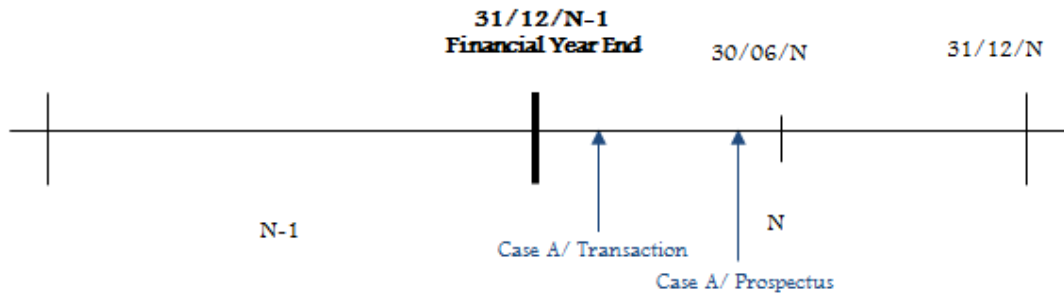 31/12/N-1
Financial Year End
30/06/N
31/12/N
N-1
N
Case A/ Transaction
Case A/ Prospectus